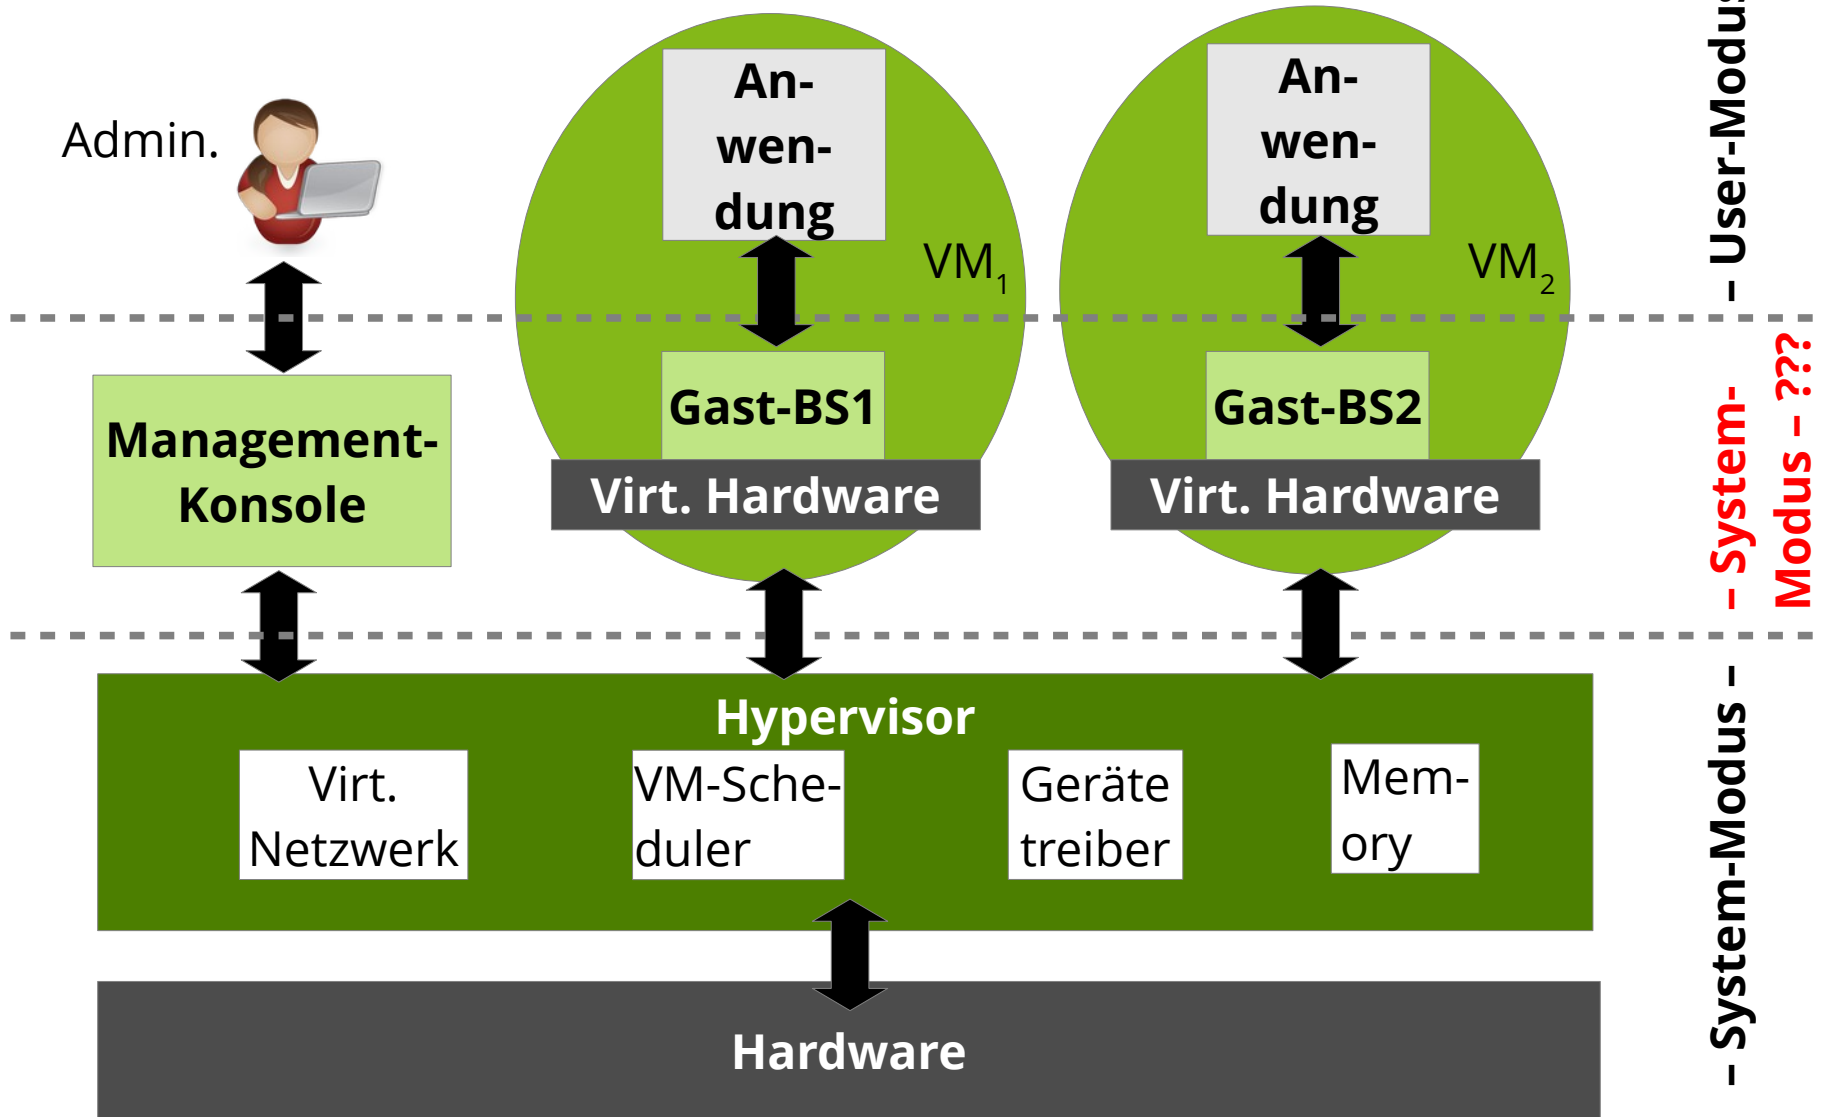 Admin.
An-
wen-
dung
VM1
An-
wen-
dung
VM2
– User-Modus
Management-
Konsole
Gast-BS1
Virt. Hardware
Gast-BS2
Virt. Hardware
– System-
Modus – ???
Hypervisor
Virt.
Netzwerk
VM-Sche-
duler
Geräte
treiber
Mem-
ory
– System-Modus –
Hardware